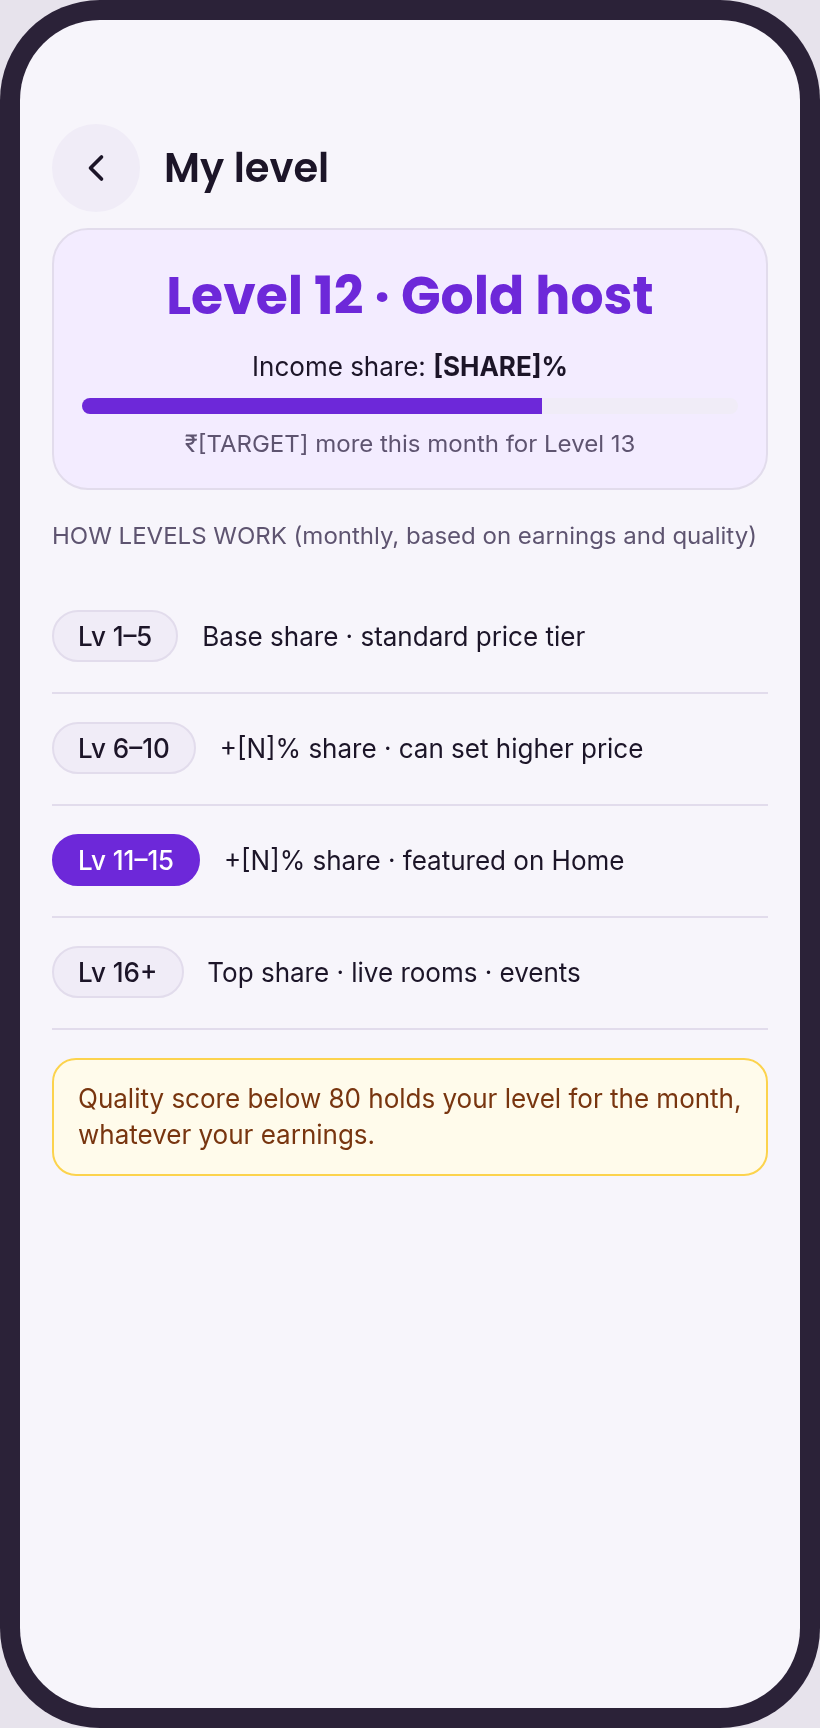 My level
Level 12 · Gold host
Income share: [SHARE]%
₹[TARGET] more this month for Level 13
HOW LEVELS WORK (monthly, based on earnings and quality)
Lv 1–5 Base share · standard price tier
Lv 6–10 +[N]% share · can set higher price
Lv 11–15 +[N]% share · featured on Home
Lv 16+ Top share · live rooms · events
Quality score below 80 holds your level for the month,
whatever your earnings.